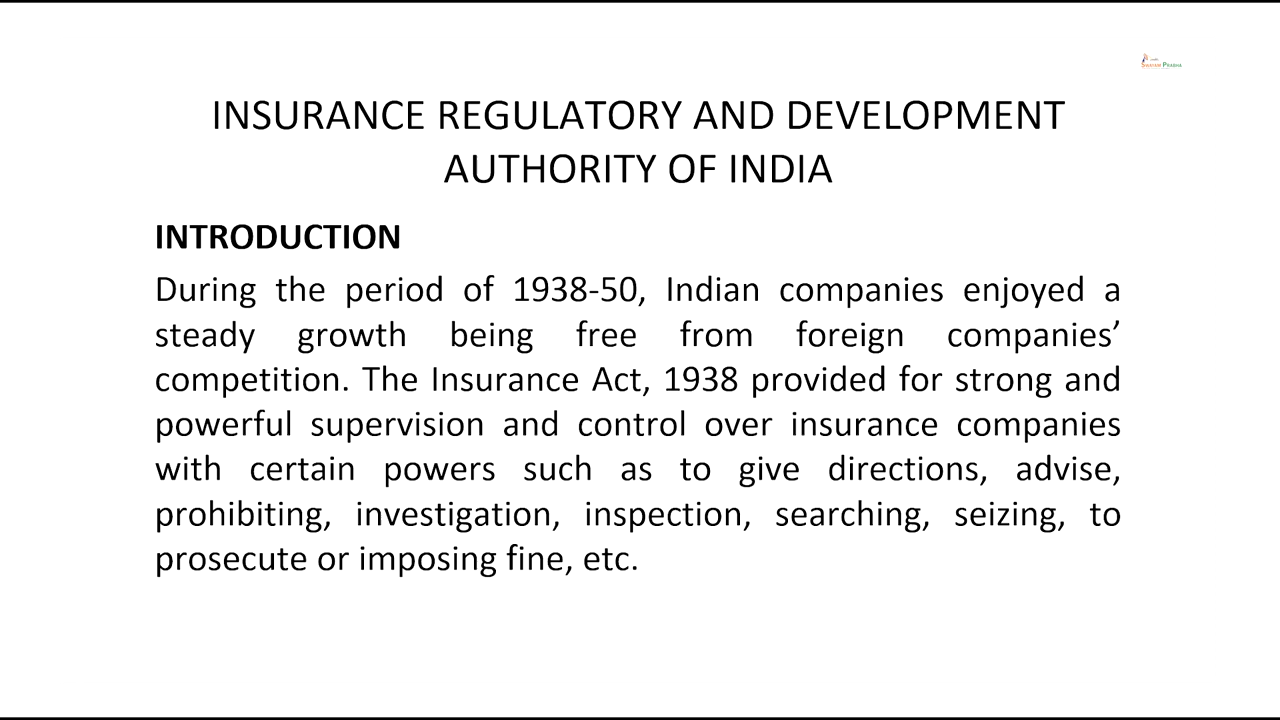 SWAYAM PRABHA
INSURANCE REGULATORY AND DEVELOPMENT
AUTHORITY OF INDIA
INTRODUCTION
During the period of 1938-50, Indian companies enjoyed a
steady growth being free from foreign companies’
competition. The Insurance Act, 1938 provided for strong and
powerful supervision and control over insurance companies
with certain powers such as to give directions, advise,
prohibiting, investigation, inspection, searching, seizing, to
prosecute or imposing fine, etc.